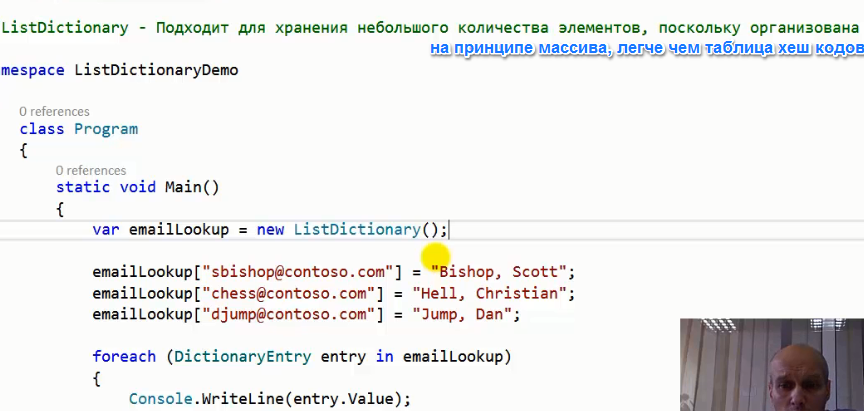 ListDictionary - Подходит для хранения небольшого количества элементов, поскольку организована
на принципе массива, легче чем таблица хеш кодов
mespace ListDictionaryDemo
0 references
class Program
{
0 references
static void Main()
{
var emailLookup = new ListDictionary();
emailLookup["sbishop@contoso.com"] = "Bishop, Scott";
emailLookup["chess@contoso.com"] = "Hell, Christian";
emailLookup["djump@contoso.com"] = "Jump, Dan";
foreach (DictionaryEntry entry in emailLookup)
{
Console.WriteLine(entry.Value);